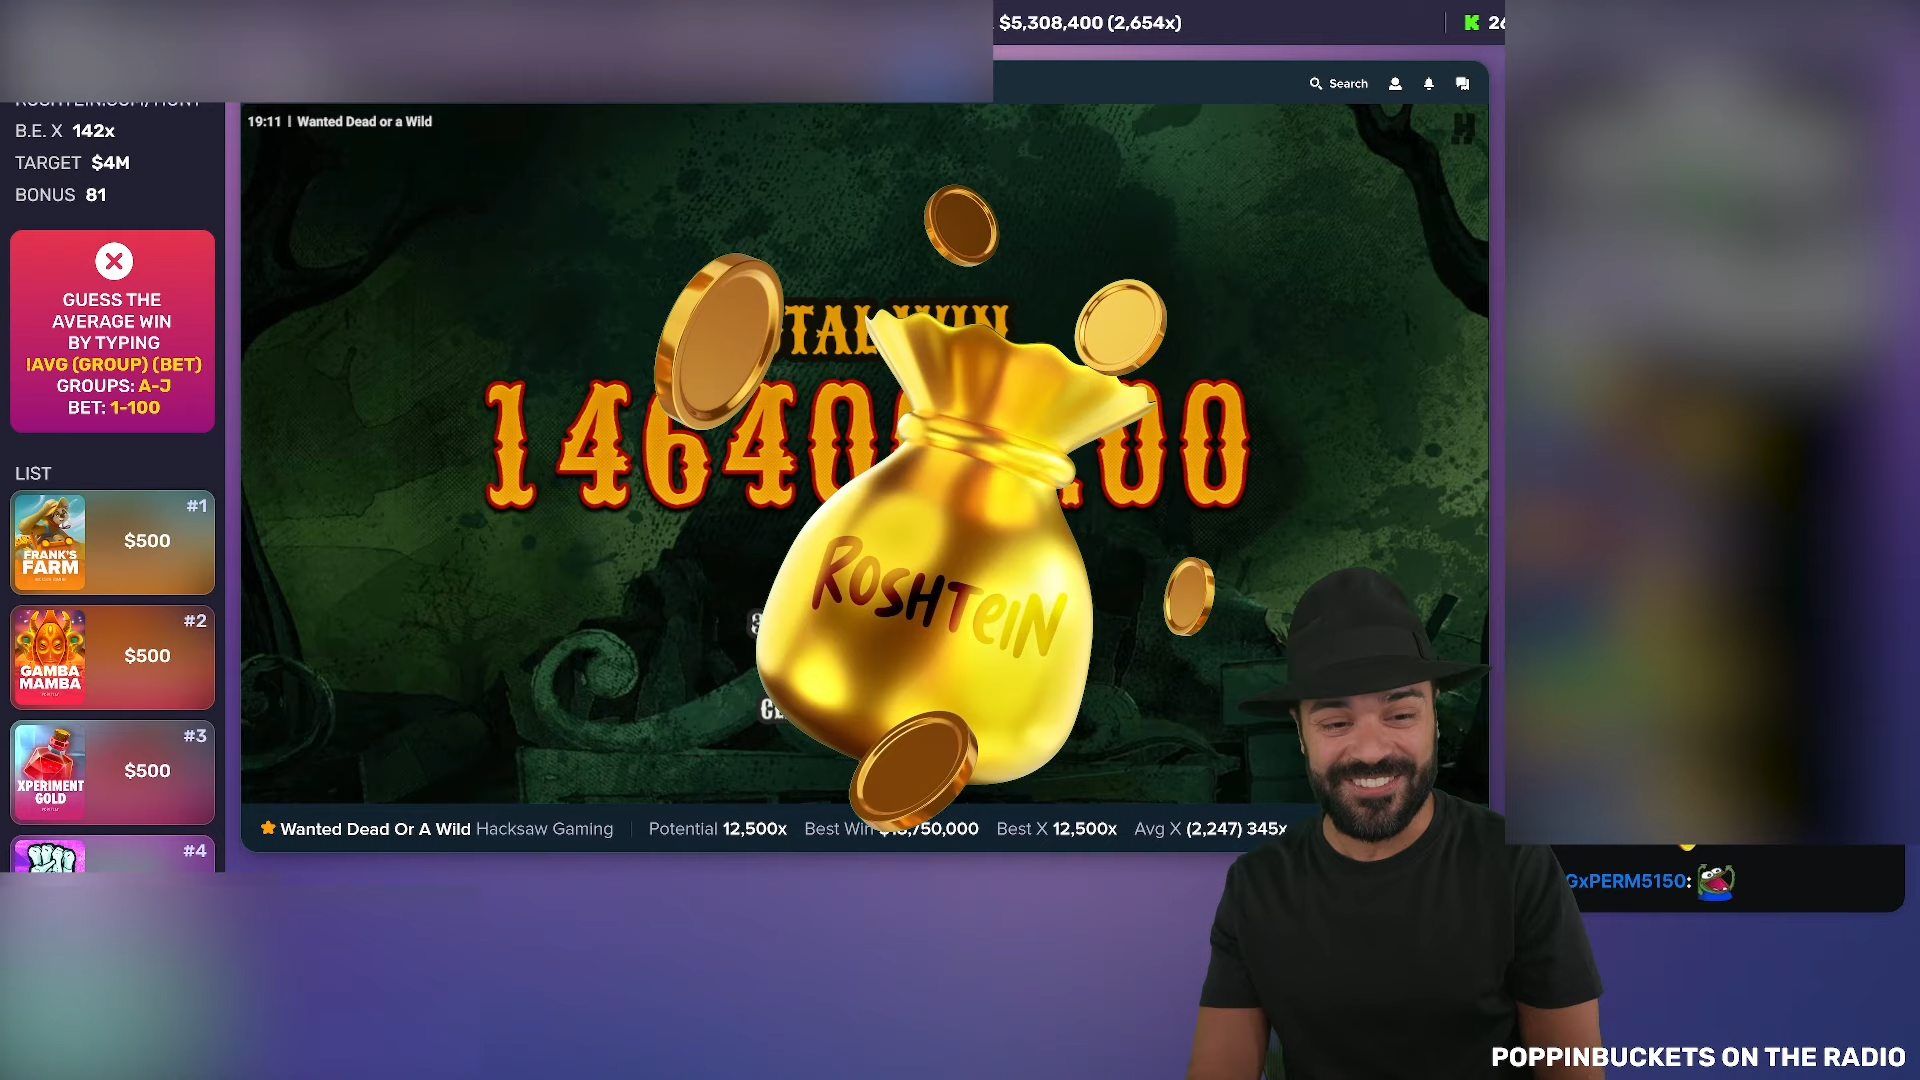 $5,308,400 (2,654x)
Search
19:11 | Wanted Dead or a Wild
B.E. X 142x
TARGET $4M
BONUS 81
GUESS THE
AVERAGE WIN
BY TYPING
!AVG (GROUP) (BET)
GROUPS: A-J
BET: 1-100
LIST
#1
FRANK'S
FARM
$500
#2
GAMBA
MAMBA
$500
#3
XPERIMENT
GOLD
$500
#4
ROSHTEIN
Wanted Dead Or A Wild Hacksaw Gaming Potential 12,500x Best Win Best X 12,500x Avg X (2,247) 345x
GxPERM5150:
POPPINBUCKETS ON THE RADIO